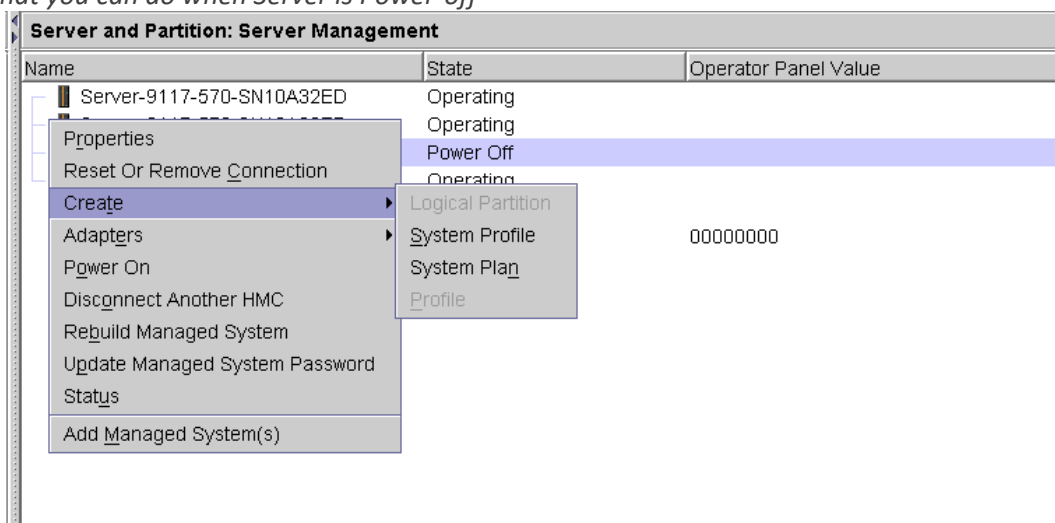 you can do when Server is Power off
Server and Partition: Server Management
Name State Operator Panel Value
Server-9117-570-SN10A32ED Operating
Operating
Properties
Power Off
Reset Or Remove Connection
Operating
Create
Logical Partition
Adapters
System Profile
00000000
Power On
System Plan
Disconnect Another HMC
Profile
Rebuild Managed System
Update Managed System Password
Status
Add Managed System(s)